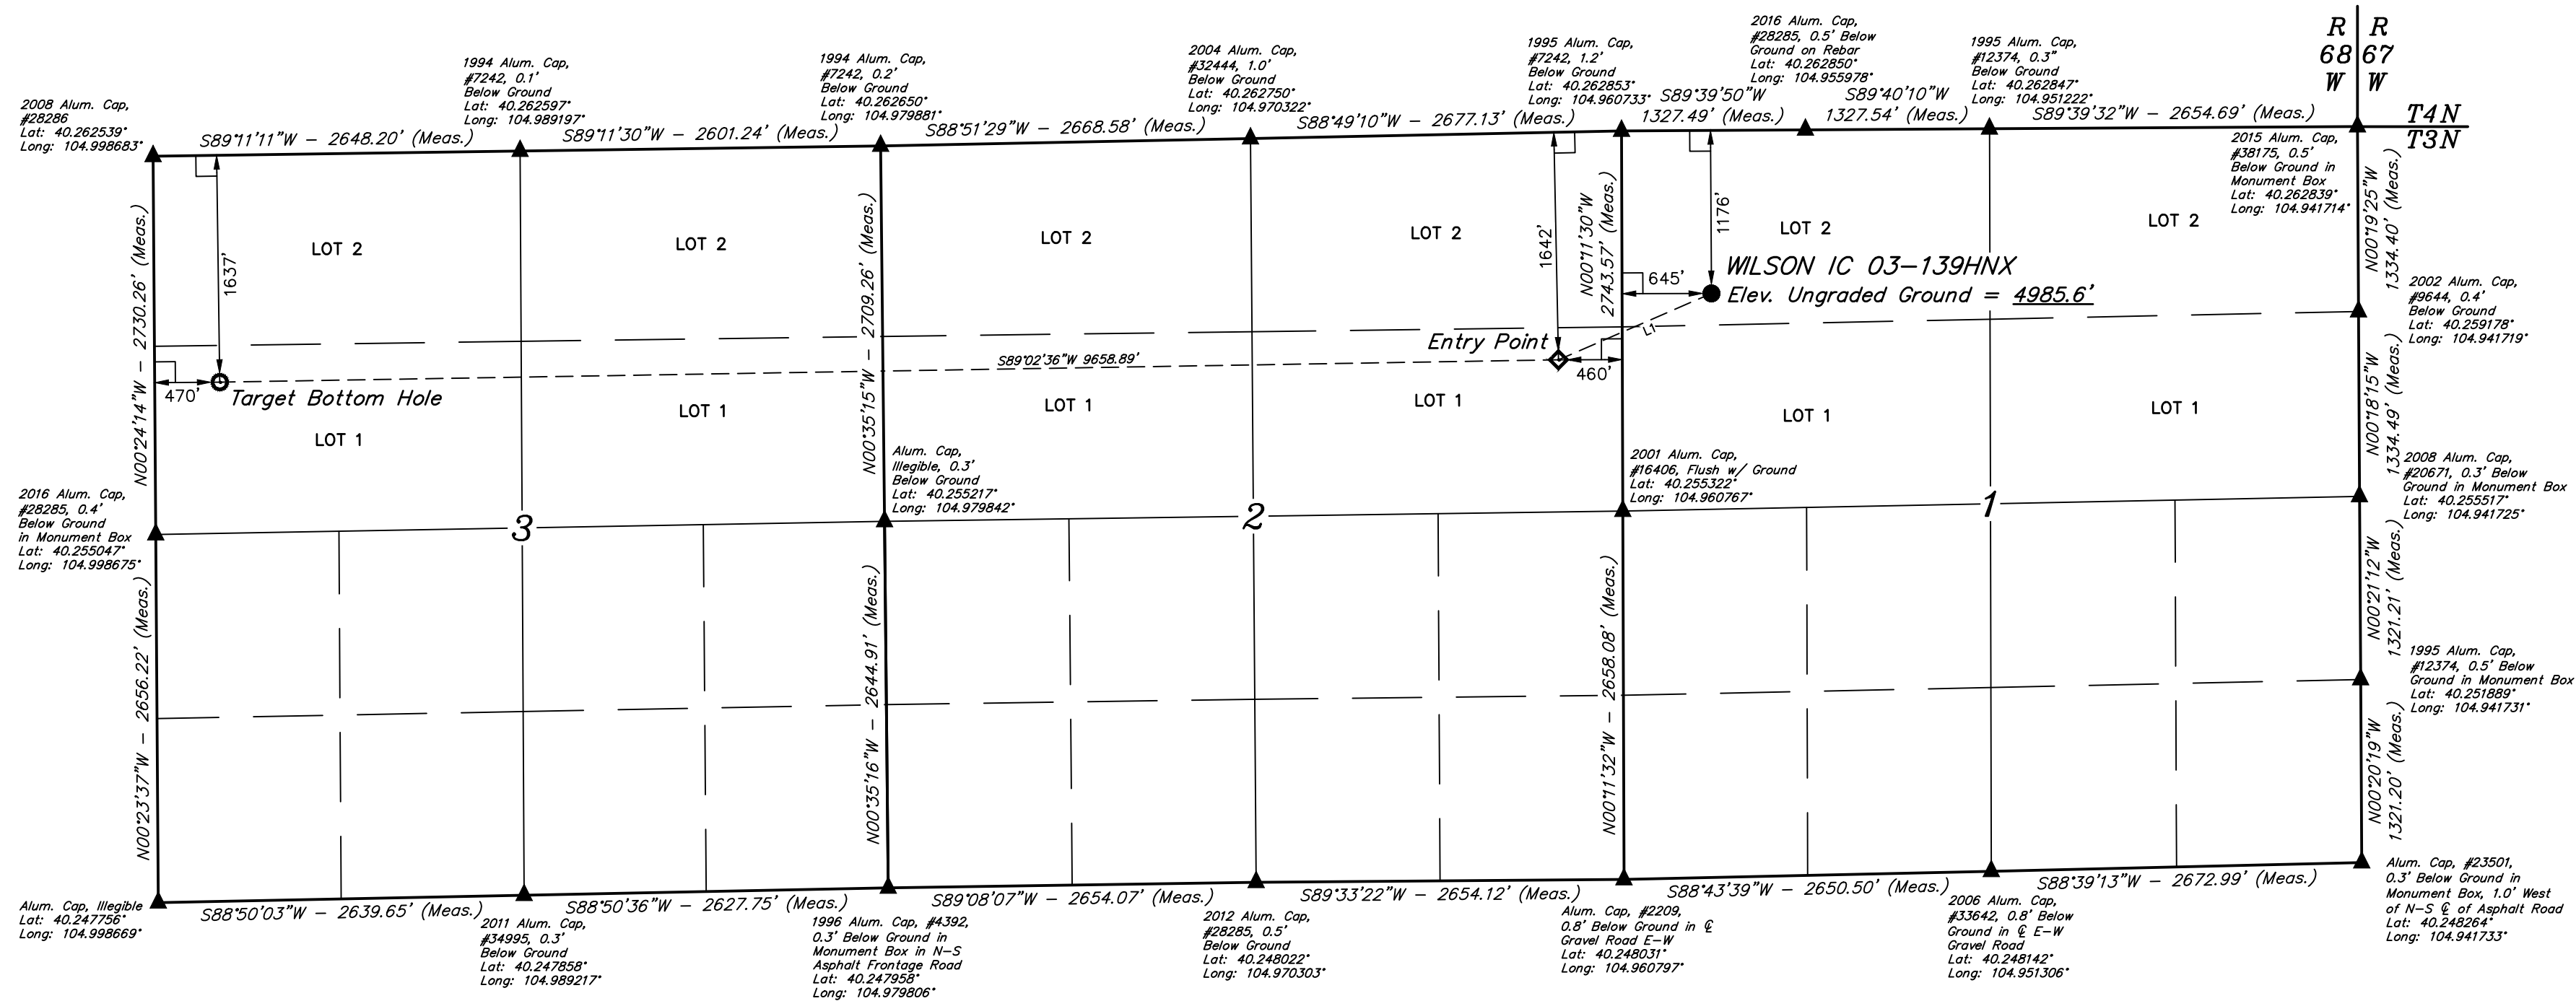 2008 Alum. Cap,
#28286
Lat: 40.262539°
Long: 104.998683°
1994 Alum. Cap,
#7242, 0.1'
Below Ground
Lat: 40.262597°
Long: 104.989197°
1994 Alum. Cap,
#7242, 0.2'
Below Ground
Lat: 40.262650°
Long: 104.979881°
2004 Alum. Cap,
#32444, 1.0'
Below Ground
Lat: 40.262750°
Long: 104.970322°
1995 Alum. Cap,
#7242, 1.2'
Below Ground
Lat: 40.262853°
Long: 104.960733°
2016 Alum. Cap,
#28285, 0.5' Below
Ground on Rebar
Lat: 40.262850°
Long: 104.955978°
1995 Alum. Cap,
#12374, 0.3"
Below Ground
Lat: 40.262847°
Long: 104.951222°
R R
68 67
W W
T4N
T3N
S89°11'11"W – 2648.20' (Meas.)
S89°11'30"W – 2601.24' (Meas.)
S88°51'29"W – 2668.58' (Meas.)
S88°49'10"W – 2677.13' (Meas.)
S89°39'50"W
1327.49' (Meas.)
S89°40'10"W
1327.54' (Meas.)
S89°39'32"W – 2654.69' (Meas.)
2015 Alum. Cap,
#38175, 0.5'
Below Ground in
Monument Box
Lat: 40.262839°
Long: 104.941714°
N00°24'14"W – 2730.26' (Meas.)
1637'
LOT 2
LOT 2
N00°35'15"W – 2709.26' (Meas.)
LOT 2
LOT 2
1642'
N00°11'30"W
2743.57' (Meas.)
1176'
LOT 2
LOT 2
N00°19'25"W
1334.40' (Meas.)
645'
WILSON IC 03-139HNX
Elev. Ungraded Ground = 4985.6'
L1
Entry Point
460'
S89°02'36"W 9658.89'
470'
Target Bottom Hole
LOT 1
LOT 1
LOT 1
LOT 1
LOT 1
LOT 1
2002 Alum. Cap,
#9644, 0.4'
Below Ground
Lat: 40.259178°
Long: 104.941719°
N00°18'15"W
1334.49' (Meas.)
2016 Alum. Cap,
#28285, 0.4'
Below Ground
in Monument Box
Lat: 40.255047°
Long: 104.998675°
Alum. Cap,
Illegible, 0.3'
Below Ground
Lat: 40.255217°
Long: 104.979842°
2001 Alum. Cap,
#16406, Flush w/ Ground
Lat: 40.255322°
Long: 104.960767°
2008 Alum. Cap,
#20671, 0.3' Below
Ground in Monument Box
Lat: 40.255517°
Long: 104.941725°
3
2
1
N00°23'37"W – 2656.22' (Meas.)
N00°35'16"W – 2644.91' (Meas.)
N00°11'32"W – 2658.08' (Meas.)
N00°21'12"W
1321.21' (Meas.)
1995 Alum. Cap,
#12374, 0.5' Below
Ground in Monument Box
Lat: 40.251889°
Long: 104.941731°
N00°20'19"W
1321.20' (Meas.)
Alum. Cap, Illegible
Lat: 40.247756°
Long: 104.998669°
S88°50'03"W – 2639.65' (Meas.)
S88°50'36"W – 2627.75' (Meas.)
S89°08'07"W – 2654.07' (Meas.)
S89°33'22"W – 2654.12' (Meas.)
S88°43'39"W – 2650.50' (Meas.)
S88°39'13"W – 2672.99' (Meas.)
2011 Alum. Cap,
#34995, 0.3'
Below Ground
Lat: 40.247858°
Long: 104.989217°
1996 Alum. Cap, #4392,
0.3' Below Ground in
Monument Box in N–S
Asphalt Frontage Road
Lat: 40.247958°
Long: 104.979806°
2012 Alum. Cap,
#28285, 0.5'
Below Ground
Lat: 40.248022°
Long: 104.970303°
Alum. Cap, #2209,
0.8' Below Ground in ℄
Gravel Road E–W
Lat: 40.248031°
Long: 104.960797°
2006 Alum. Cap,
#33642, 0.8' Below
Ground in ℄ E–W
Gravel Road
Lat: 40.248142°
Long: 104.951306°
Alum. Cap, #23501,
0.3' Below Ground in
Monument Box, 1.0' West
of N–S ℄ of Asphalt Road
Lat: 40.248264°
Long: 104.941733°